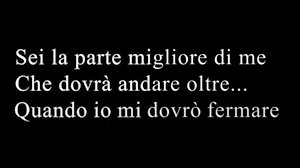 Sei la parte migliore di me
Che dovrà andare oltre...
Quando io mi dovrò fermare